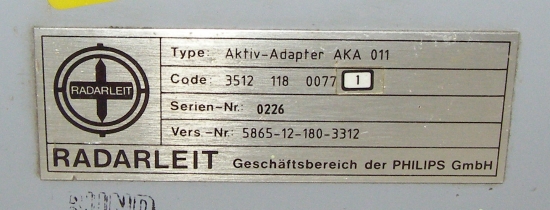 RADARLEIT
Type: Aktiv-Adapter AKA 011
Code: 3512 118 0077 1
Serien-Nr.: 0226
Vers.-Nr.: 5865-12-180-3312
RADARLEIT Geschäftsbereich der PHILIPS GmbH